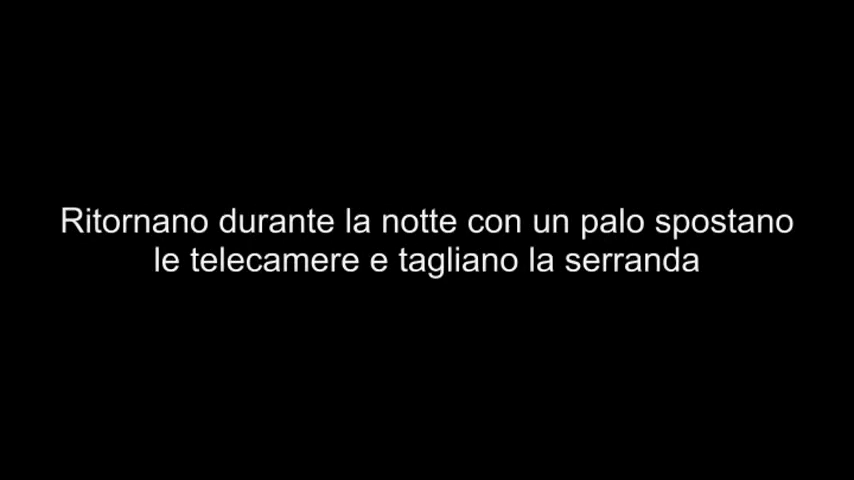 Ritornano durante la notte con un palo spostano
le telecamere e tagliano la serranda